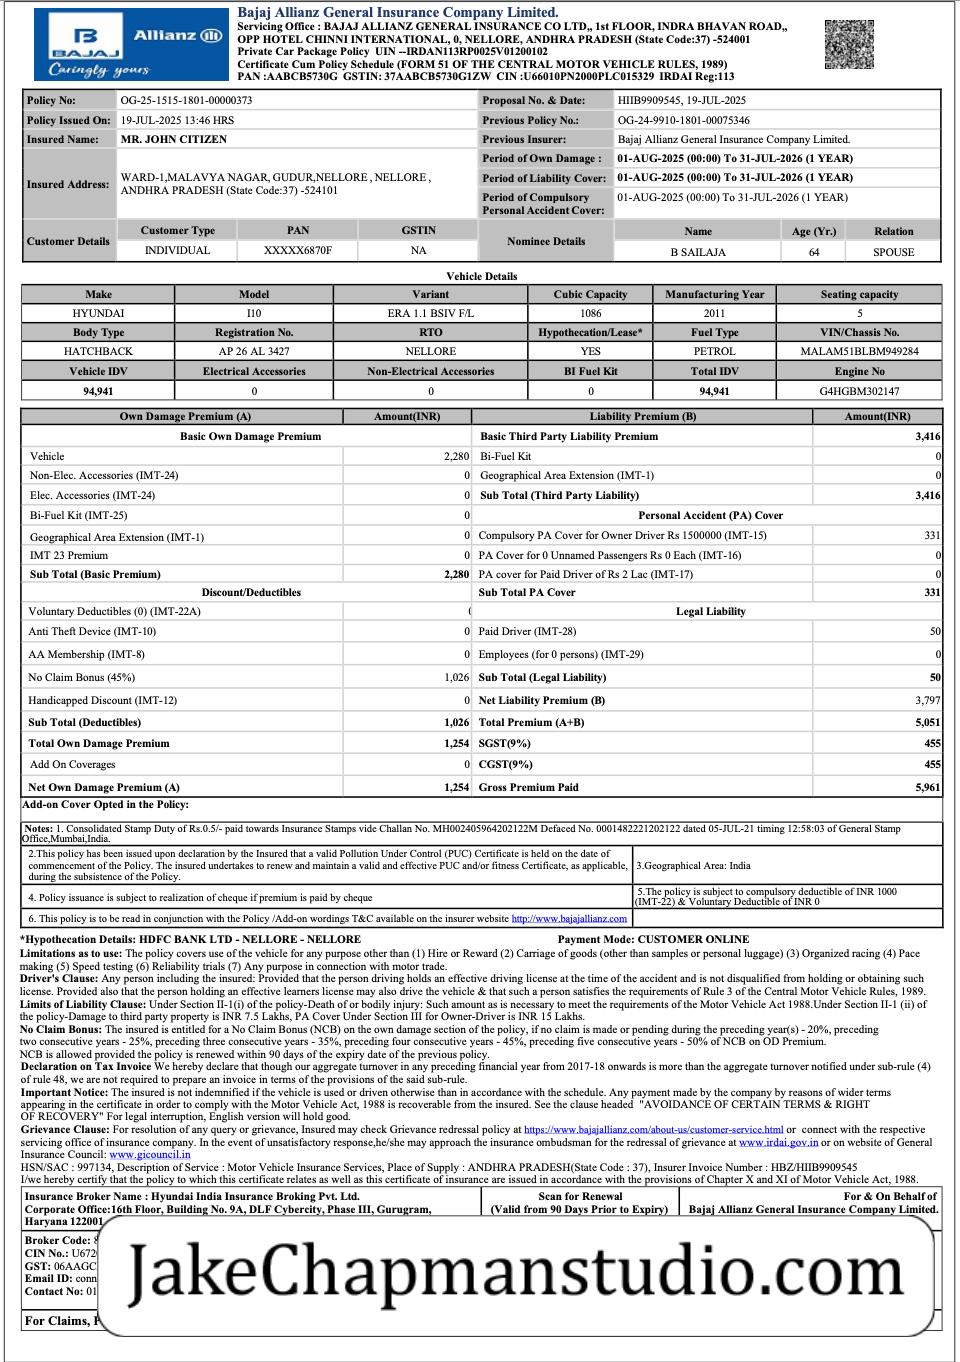 BAJAJ Allianz
Caringly yours
Bajaj Allianz General Insurance Company Limited.
Servicing Office : BAJAJ ALLIANZ GENERAL INSURANCE CO LTD,, 1st FLOOR, INDRA BHAVAN ROAD,,
OPP HOTEL CHINNI INTERNATIONAL, 0, NELLORE, ANDHRA PRADESH (State Code:37) -524001
Private Car Package Policy UIN --IRDAN113RP0025V01200102
Certificate Cum Policy Schedule (FORM 51 OF THE CENTRAL MOTOR VEHICLE RULES, 1989)
PAN :AABCB5730G GSTIN: 37AABCB5730G1ZW CIN :U66010PN2000PLC015329 IRDAI Reg:113
Policy No: OG-25-1515-1801-00000373 Proposal No. & Date: HIIB9909545, 19-JUL-2025
Policy Issued On: 19-JUL-2025 13:46 HRS Previous Policy No.: OG-24-9910-1801-00075346
Insured Name: MR. JOHN CITIZEN Previous Insurer: Bajaj Allianz General Insurance Company Limited.
Period of Own Damage : 01-AUG-2025 (00:00) To 31-JUL-2026 (1 YEAR)
Insured Address: WARD-1,MALAVYA NAGAR, GUDUR,NELLORE , NELLORE ,
ANDHRA PRADESH (State Code:37) -524101
Period of Liability Cover: 01-AUG-2025 (00:00) To 31-JUL-2026 (1 YEAR)
Period of Compulsory 01-AUG-2025 (00:00) To 31-JUL-2026 (1 YEAR)
Personal Accident Cover:
Customer Details Customer Type PAN GSTIN Nominee Details Name Age (Yr.) Relation
INDIVIDUAL XXXXX6870F NA B SAILAJA 64 SPOUSE
Vehicle Details
Make Model Variant Cubic Capacity Manufacturing Year Seating capacity
HYUNDAI I10 ERA 1.1 BSIV F/L 1086 2011 5
Body Type Registration No. RTO Hypothecation/Lease* Fuel Type VIN/Chassis No.
HATCHBACK AP 26 AL 3427 NELLORE YES PETROL MALAM51BLBM949284
Vehicle IDV Electrical Accessories Non-Electrical Accessories BI Fuel Kit Total IDV Engine No
94,941 0 0 0 94,941 G4HGBM302147
Own Damage Premium (A) Amount(INR) Liability Premium (B) Amount(INR)
Basic Own Damage Premium Basic Third Party Liability Premium 3,416
Vehicle 2,280 Bi-Fuel Kit 0
Non-Elec. Accessories (IMT-24) 0 Geographical Area Extension (IMT-1) 0
Elec. Accessories (IMT-24) 0 Sub Total (Third Party Liability) 3,416
Bi-Fuel Kit (IMT-25) 0 Personal Accident (PA) Cover
Geographical Area Extension (IMT-1) 0 Compulsory PA Cover for Owner Driver Rs 1500000 (IMT-15) 331
IMT 23 Premium 0 PA Cover for 0 Unnamed Passengers Rs 0 Each (IMT-16) 0
Sub Total (Basic Premium) 2,280 PA cover for Paid Driver of Rs 2 Lac (IMT-17) 0
Discount/Deductibles Sub Total PA Cover 331
Voluntary Deductibles (0) (IMT-22A) Legal Liability
Anti Theft Device (IMT-10) 0 Paid Driver (IMT-28) 50
AA Membership (IMT-8) 0 Employees (for 0 persons) (IMT-29) 0
No Claim Bonus (45%) 1,026 Sub Total (Legal Liability) 50
Handicapped Discount (IMT-12) 0 Net Liability Premium (B) 3,797
Sub Total (Deductibles) 1,026 Total Premium (A+B) 5,051
Total Own Damage Premium 1,254 SGST(9%) 455
Add On Coverages 0 CGST(9%) 455
Net Own Damage Premium (A) 1,254 Gross Premium Paid 5,961
Add-on Cover Opted in the Policy:
Notes: 1. Consolidated Stamp Duty of Rs.0.5/- paid towards Insurance Stamps vide Challan No. MH002405964202122M Defaced No. 0001482221202122 dated 05-JUL-21 timing 12:58:03 of General Stamp
Office,Mumbai,India.
2.This policy has been issued upon declaration by the Insured that a valid Pollution Under Control (PUC) Certificate is held on the date of
commencement of the Policy. The insured undertakes to renew and maintain a valid and effective PUC and/or fitness Certificate, as applicable,
during the subsistence of the Policy.
3.Geographical Area: India
4. Policy issuance is subject to realization of cheque if premium is paid by cheque
5.The policy is subject to compulsory deductible of INR 1000
(IMT-22) & Voluntary Deductible of INR 0
6. This policy is to be read in conjunction with the Policy /Add-on wordings T&C available on the insurer website http://www.bajajallianz.com
*Hypothecation Details: HDFC BANK LTD - NELLORE - NELLORE Payment Mode: CUSTOMER ONLINE
Limitations as to use: The policy covers use of the vehicle for any purpose other than (1) Hire or Reward (2) Carriage of goods (other than samples or personal luggage) (3) Organized racing (4) Pace
making (5) Speed testing (6) Reliability trials (7) Any purpose in connection with motor trade.
Driver's Clause: Any person including the insured: Provided that the person driving holds an effective driving license at the time of the accident and is not disqualified from holding or obtaining such
license. Provided also that the person holding an effective learners license may also drive the vehicle & that such a person satisfies the requirements of Rule 3 of the Central Motor Vehicle Rules, 1989.
Limits of Liability Clause: Under Section II-1(i) of the policy-Death of or bodily injury: Such amount as is necessary to meet the requirements of the Motor Vehicle Act 1988.Under Section II-1 (ii) of
the policy-Damage to third party property is INR 7.5 Lakhs, PA Cover Under Section III for Owner-Driver is INR 15 Lakhs.
No Claim Bonus: The insured is entitled for a No Claim Bonus (NCB) on the own damage section of the policy, if no claim is made or pending during the preceding year(s) - 20%, preceding
two consecutive years - 25%, preceding three consecutive years - 35%, preceding four consecutive years - 45%, preceding five consecutive years - 50% of NCB on OD Premium.
NCB is allowed provided the policy is renewed within 90 days of the expiry date of the previous policy.
Declaration on Tax Invoice We hereby declare that though our aggregate turnover in any preceding financial year from 2017-18 onwards is more than the aggregate turnover notified under sub-rule (4)
of rule 48, we are not required to prepare an invoice in terms of the provisions of the said sub-rule.
Important Notice: The insured is not indemnified if the vehicle is used or driven otherwise than in accordance with the schedule. Any payment made by the company by reasons of wider terms
appearing in the certificate in order to comply with the Motor Vehicle Act, 1988 is recoverable from the insured. See the clause headed "AVOIDANCE OF CERTAIN TERMS & RIGHT
OF RECOVERY" For legal interruption, English version will hold good.
Grievance Clause: For resolution of any query or grievance, Insured may check Grievance redressal policy at https://www.bajajallianz.com/about-us/customer-service.html or connect with the respective
servicing office of insurance company. In the event of unsatisfactory response,he/she may approach the insurance ombudsman for the redressal of grievance at www.irdai.gov.in or on website of General
Insurance Council: www.gicouncil.in
HSN/SAC : 997134, Description of Service : Motor Vehicle Insurance Services, Place of Supply : ANDHRA PRADESH(State Code : 37), Insurer Invoice Number : HBZ/HIIB9909545
I/we hereby certify that the policy to which this certificate relates as well as this certificate of insurance are issued in accordance with the provisions of Chapter X and XI of Motor Vehicle Act, 1988.
Insurance Broker Name : Hyundai India Insurance Broking Pvt. Ltd. Scan for Renewal For & On Behalf of
Corporate Office:16th Floor, Building No. 9A, DLF Cybercity, Phase III, Gurugram, (Valid from 90 Days Prior to Expiry) Bajaj Allianz General Insurance Company Limited.
Haryana 122001
Broker Code: 8
CIN No.: U672
GST: 06AAGC
Email ID: conn
Contact No: 01
For Claims,
JakeChapmanstudio.com